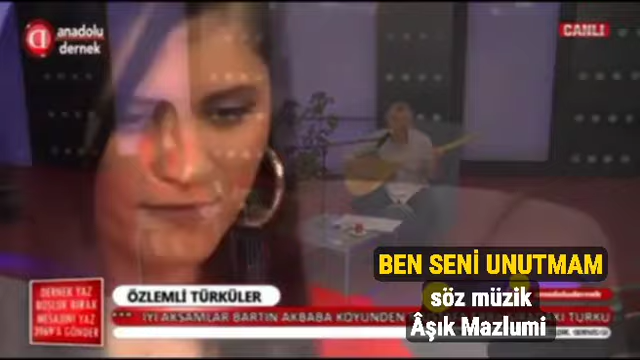 anadolu
dernek
CANLI
BEN SENİ UNUTMAM
söz müzik
Âşık Mazlumi
ÖZLEMLİ TÜRKÜLER
DERNEK YAZ
BOŞLUK BIRAK
MESAJINI YAZ
3969'A GÖNDER
İYİ AKŞAMLAR BARTIN AKBABA KÖYÜNDEN
TÜRKÜ